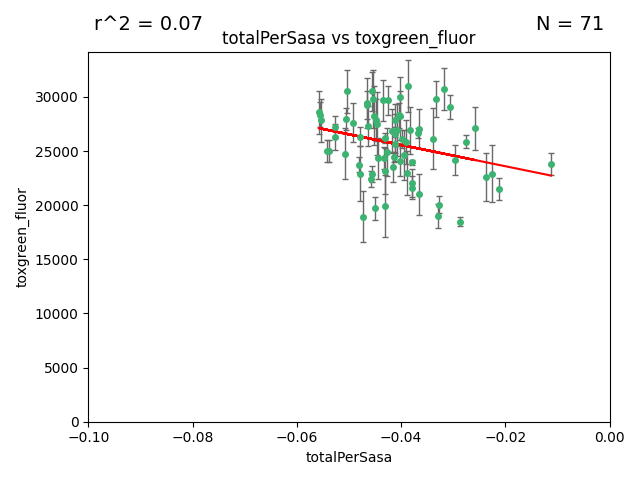 r^2 = 0.07
N = 71
totalPerSasa vs toxgreen_fluor
toxgreen_fluor
30000
25000
20000
15000
10000
5000
0
−0.10
−0.08
−0.06
−0.04
−0.02
0.00
totalPerSasa